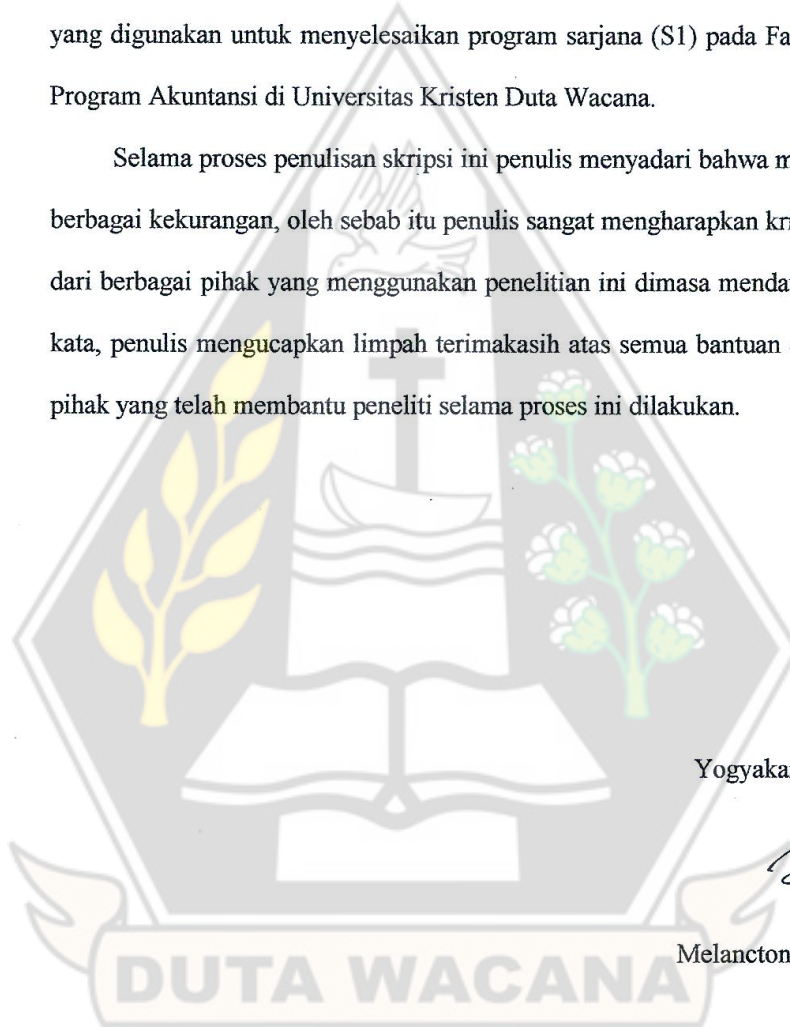 yang digunakan untuk menyelesaikan program sarjana (S1) pada Fa
Program Akuntansi di Universitas Kristen Duta Wacana.
Selama proses penulisan skripsi ini penulis menyadari bahwa m
berbagai kekurangan, oleh sebab itu penulis sangat mengharapkan kr
dari berbagai pihak yang menggunakan penelitian ini dimasa menda
kata, penulis mengucapkan limpah terimakasih atas semua bantuan
pihak yang telah membantu peneliti selama proses ini dilakukan.
Yogyaka
Melancton
DUTA WACANA